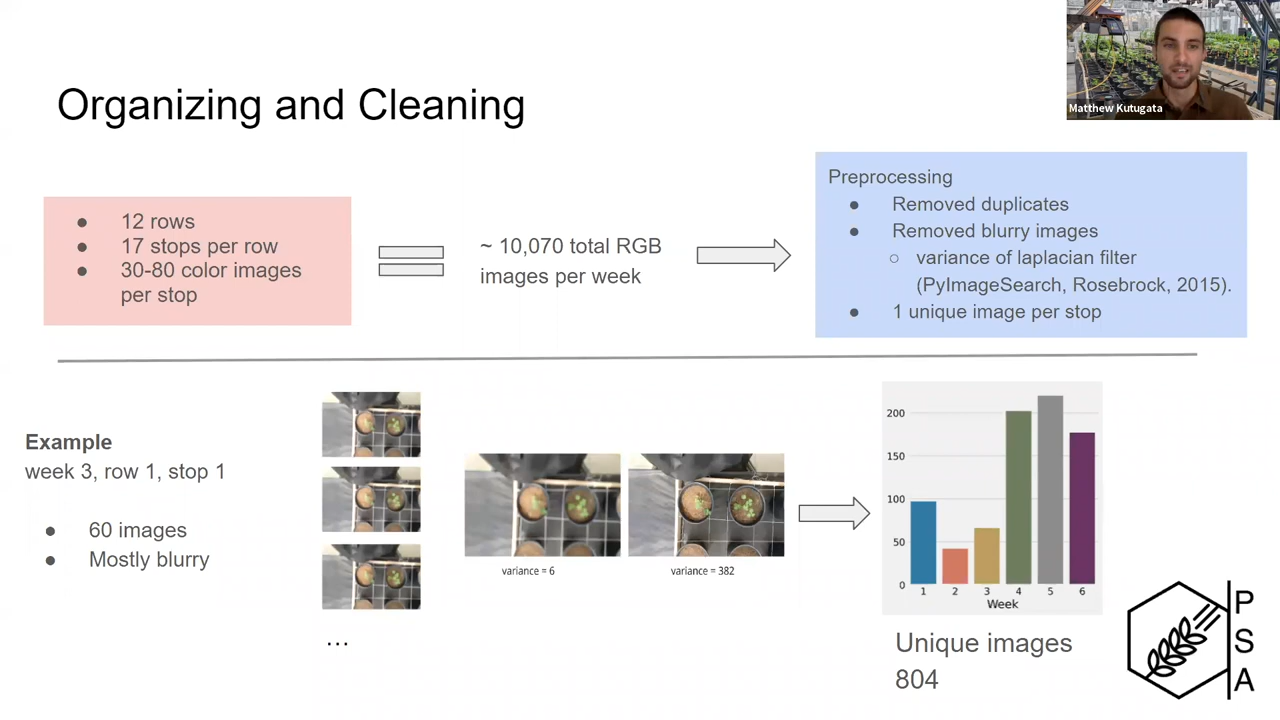 Matthew Kutugata
Organizing and Cleaning
● 12 rows
● 17 stops per row
● 30-80 color images
per stop
~ 10,070 total RGB
images per week
Preprocessing
● Removed duplicates
● Removed blurry images
○ variance of laplacian filter
(PyImageSearch, Rosebrock, 2015).
● 1 unique image per stop
Example
week 3, row 1, stop 1
● 60 images
● Mostly blurry
...
variance = 6
variance = 382
200
150
100
50
0
1 2 3 4 5 6
Week
Unique images
804
P
S
A